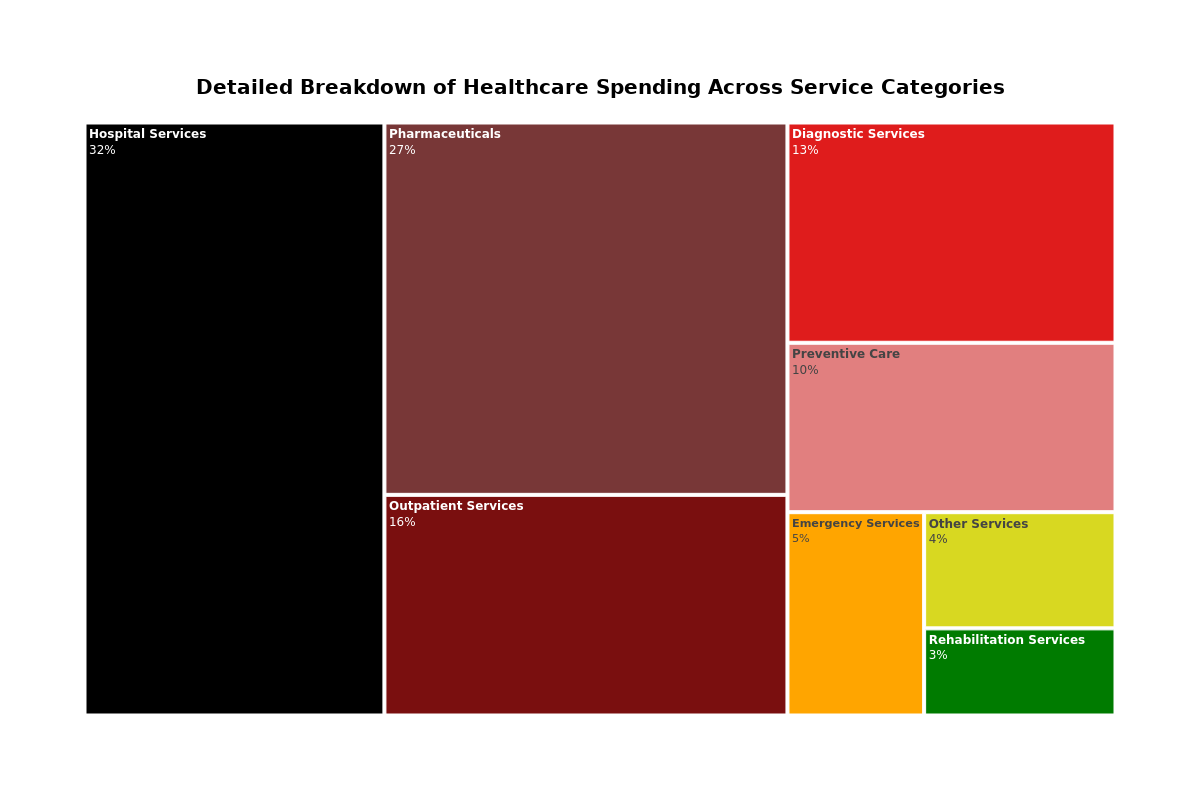 Detailed Breakdown of Healthcare Spending Across Service Categories
Hospital Services
32%
Pharmaceuticals
27%
Outpatient Services
16%
Diagnostic Services
13%
Preventive Care
10%
Emergency Services
5%
Other Services
4%
Rehabilitation Services
3%